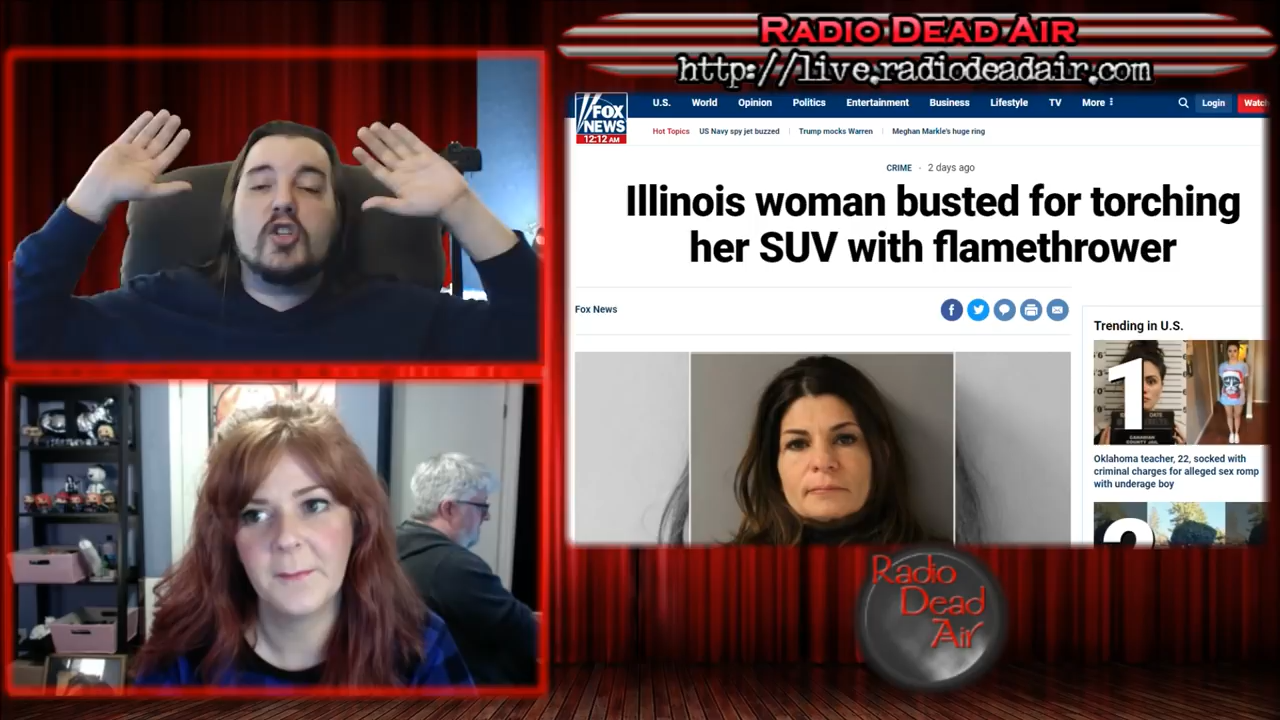 RADIO DEAD AIR
http://live.radiodeadair.com
FOX
NEWS
12:12 AM
U.S. World Opinion Politics Entertainment Business Lifestyle TV More Login Watch
Hot Topics US Navy spy jet buzzed Trump mocks Warren Meghan Markle's huge ring
CRIME 2 days ago
Illinois woman busted for torching
her SUV with flamethrower
Fox News
Trending in U.S.
1
Oklahoma teacher, 22, socked with
criminal charges for alleged sex romp
with underage boy
2
Radio
Dead
Air